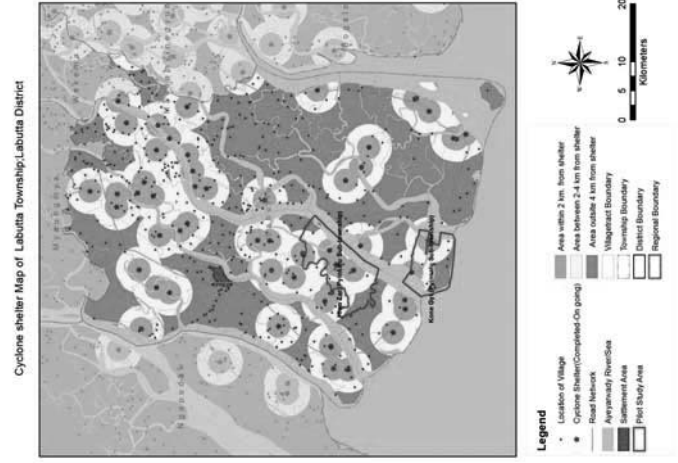 Cyclone shelter Map of Labutta Township;Labutta District
Legend
Location of Village
Cyclone Shelter(Completed-On going)
Road Network
Ayeyarwady River/Sea
Sattlement Area
Pilot Study Area
Area within 2 km. from shelter
Area between 2-4 km from shelter
Area outside 4 km from shelter
Villagetract Boundary
Township Boundary
District Boundary
Regional Boundary
N
E
S
W
0
5
10
20
Kilometers